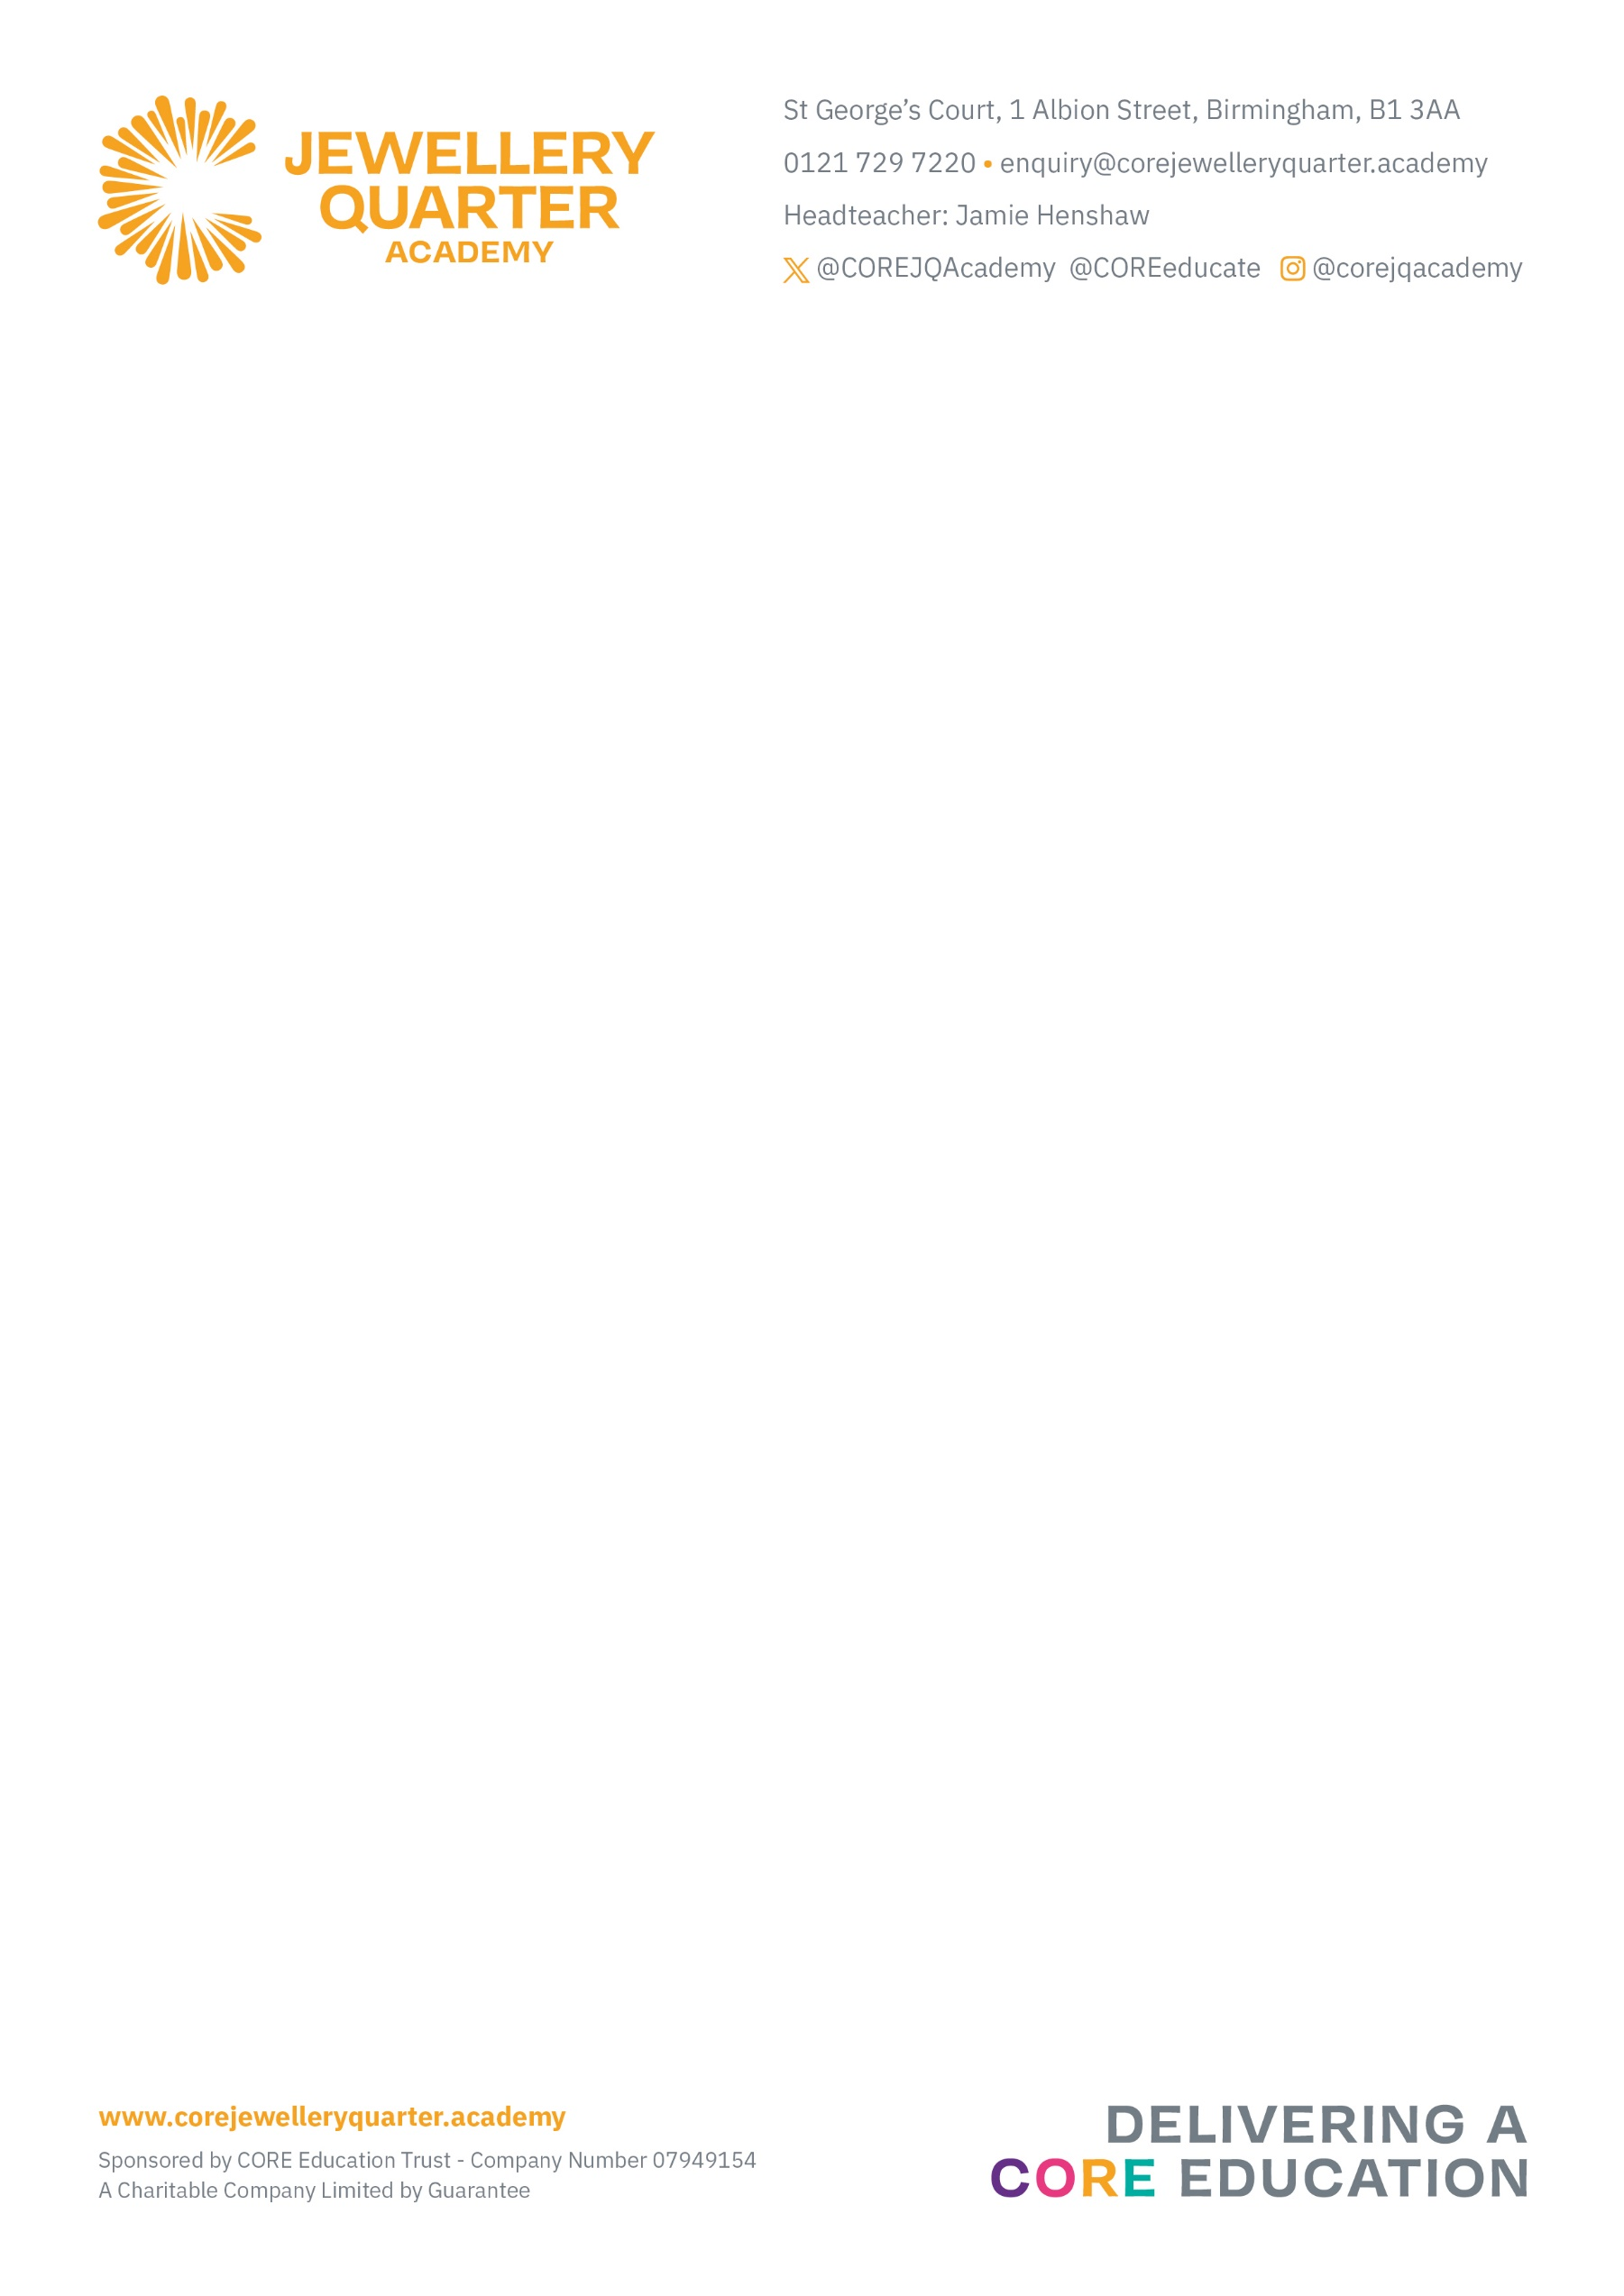 JEWELLERY
QUARTER
ACADEMY
St George’s Court, 1 Albion Street, Birmingham, B1 3AA
0121 729 7220 • enquiry@corejewelleryquarter.academy
Headteacher: Jamie Henshaw
@COREJQAcademy @COREeducate @corejqacademy
www.corejewelleryquarter.academy
Sponsored by CORE Education Trust - Company Number 07949154
A Charitable Company Limited by Guarantee
DELIVERING A
CORE EDUCATION